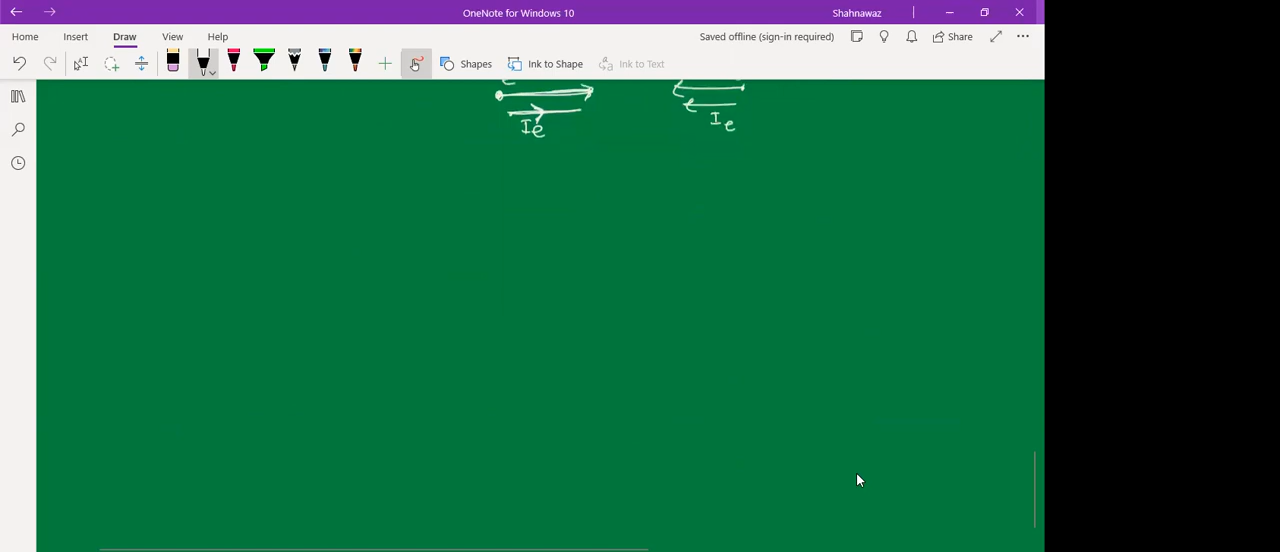 OneNote for Windows 10
Shahnawaz
Home Insert Draw View Help
Saved offline (sign-in required)
Share
Shapes
Ink to Shape
Ink to Text
Ie
Ie